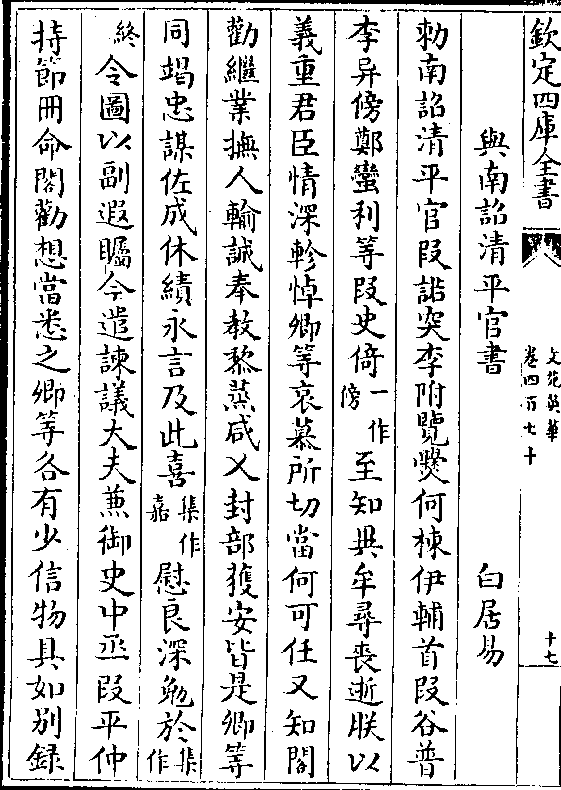 欽定四庫全書
文苑英華
卷四百七十
十七
與南詔清平官書 白居易
勅南詔清平官段諾突李附覽爨何棟伊輔首段谷普
李异傍鄭蠻利等段史倚一作傍至知異牟尋喪逝朕以
義重君臣情深軫悼卿等哀慕所切當何可任又知閣
勸繼業撫人輸誠奉教黎蒸咸乂封部獲安皆是卿等
同竭忠謀佐成休績永言及此喜集作嘉慰良深勉於集作
終令圖以副遐矚今遣諫議大夫兼御史中丞段平仲
持節冊命閣勸想當悉之卿等各有少信物具如別録